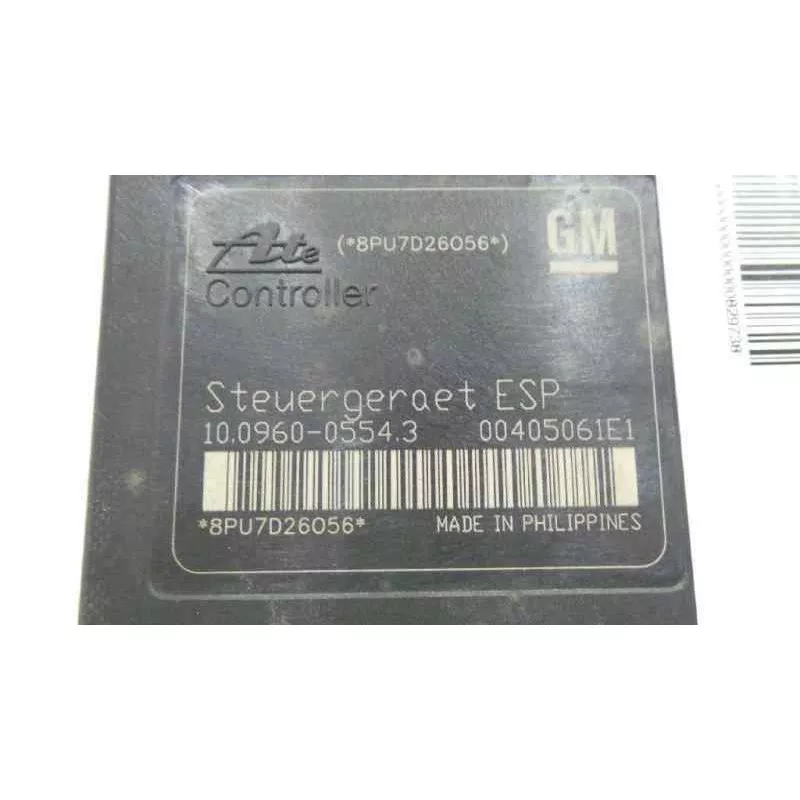 Ate (*8PU7D26056*) GM
Controller
Steuergeraet ESP
10.0960-0554.3 00405061E1
*8PU7D26056* MADE IN PHILIPPINES